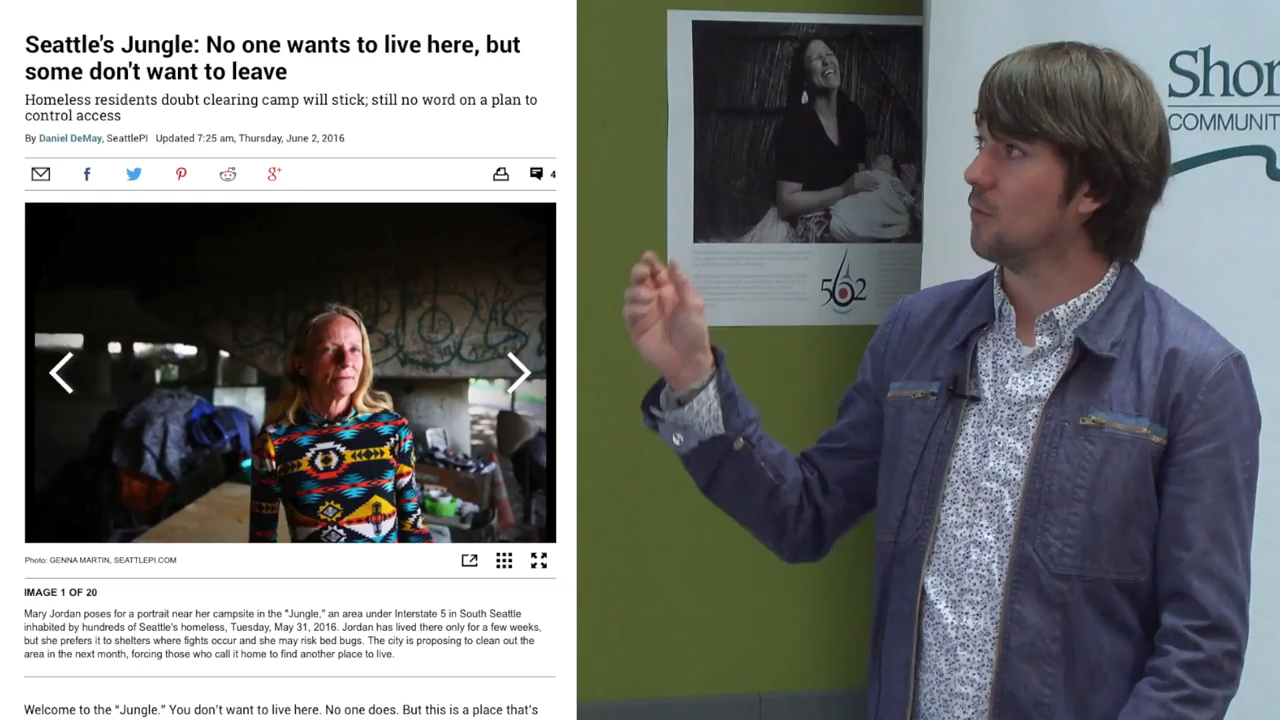 Seattle's Jungle: No one wants to live here, but
some don't want to leave
Homeless residents doubt clearing camp will stick; still no word on a plan to
control access
By Daniel DeMay, SeattlePI Updated 7:25 am, Thursday, June 2, 2016
f
g+
4
Photo: GENNA MARTIN, SEATTLEPI.COM
IMAGE 1 OF 20
Mary Jordan poses for a portrait near her campsite in the "Jungle," an area under Interstate 5 in South Seattle
inhabited by hundreds of Seattle's homeless, Tuesday, May 31, 2016. Jordan has lived there only for a few weeks,
but she prefers it to shelters where fights occur and she may risk bed bugs. The city is proposing to clean out the
area in the next month, forcing those who call it home to find another place to live.
Welcome to the “Jungle.” You don’t want to live here. No one does. But this is a place that’s
562
Shor
COMMUNIT